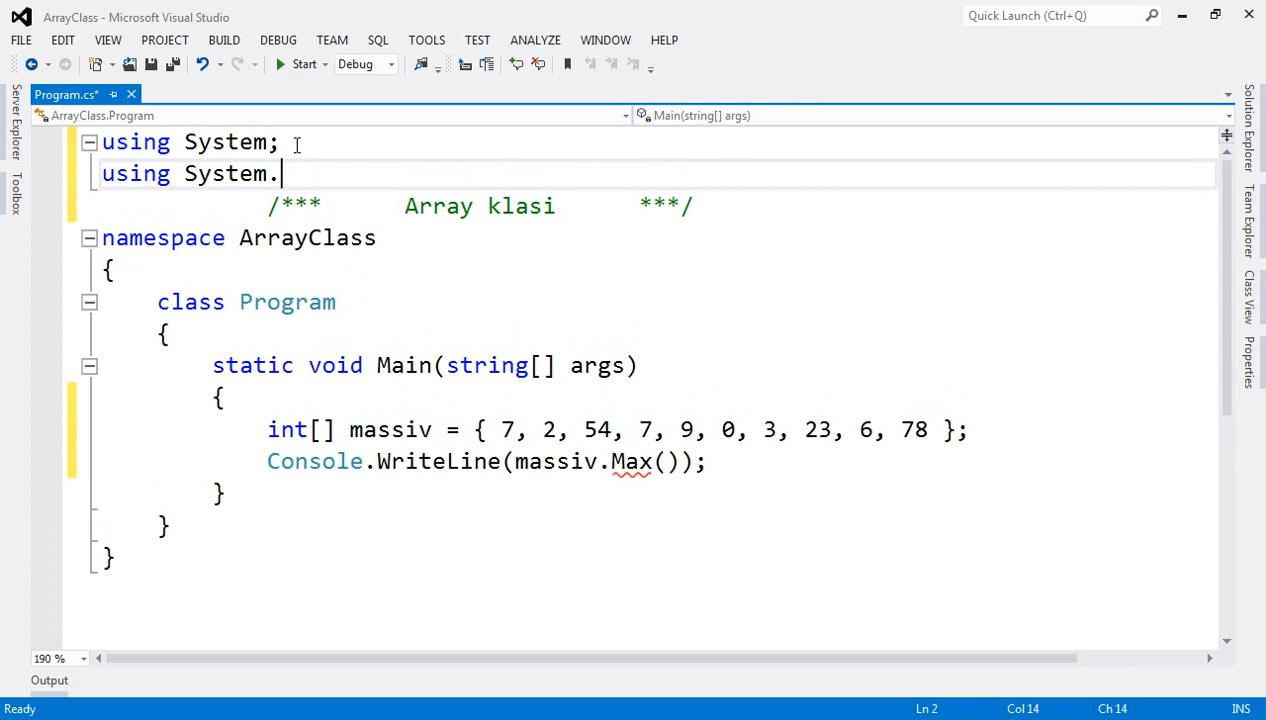 ArrayClass - Microsoft Visual Studio
Quick Launch (Ctrl+Q)
FILE EDIT VIEW PROJECT BUILD DEBUG TEAM SQL TOOLS TEST ANALYZE WINDOW HELP
Start Debug
Program.cs*
ArrayClass.Program
Main(string[] args)
Server Explorer
Toolbox
using System;
using System.
/*** Array klasi ***/
namespace ArrayClass
{
class Program
{
static void Main(string[] args)
{
int[] massiv = { 7, 2, 54, 7, 9, 0, 3, 23, 6, 78 };
Console.WriteLine(massiv.Max());
}
}
}
Solution Explorer
Team Explorer
Class View
Properties
190 %
Output
Ready
Ln 2
Col 14
Ch 14
INS